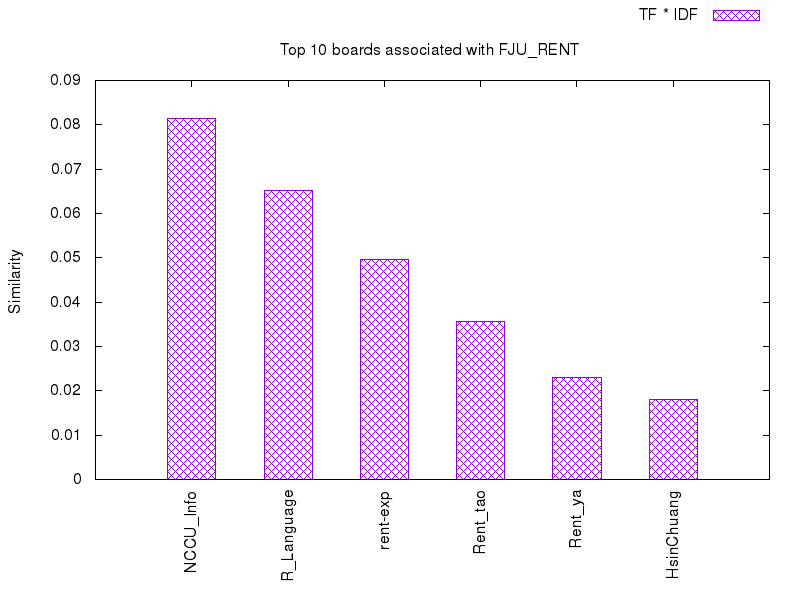 TF * IDF
Top 10 boards associated with FJU_RENT
0.09
0.08
0.07
0.06
0.05
0.04
0.03
0.02
0.01
0
Similarity
NCCU_Info
R_Language
rent-exp
Rent_tao
Rent_ya
HsinChuang